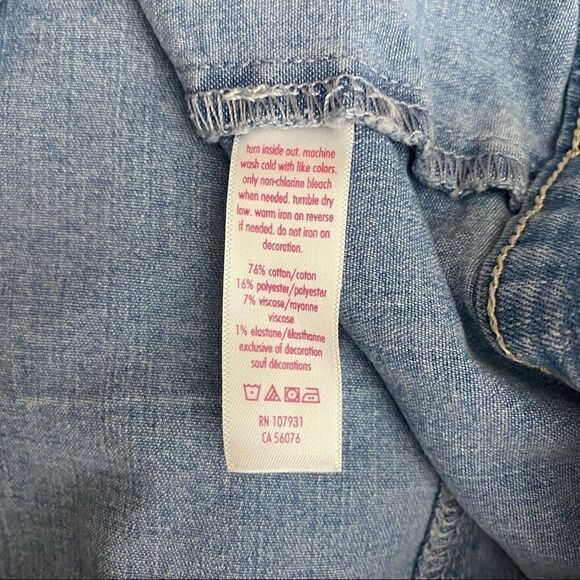 turn inside out. machine
wash cold with like colors.
only non-chlorine bleach
when needed. tumble dry
low. warm iron on reverse
if needed. do not iron on
decoration.
76% cotton/coton
16% polyester/polyester
7% viscose/rayonne
viscose
1% elastane/élasthanne
exclusive of decoration
sauf décorations
RN 107931
CA 56076